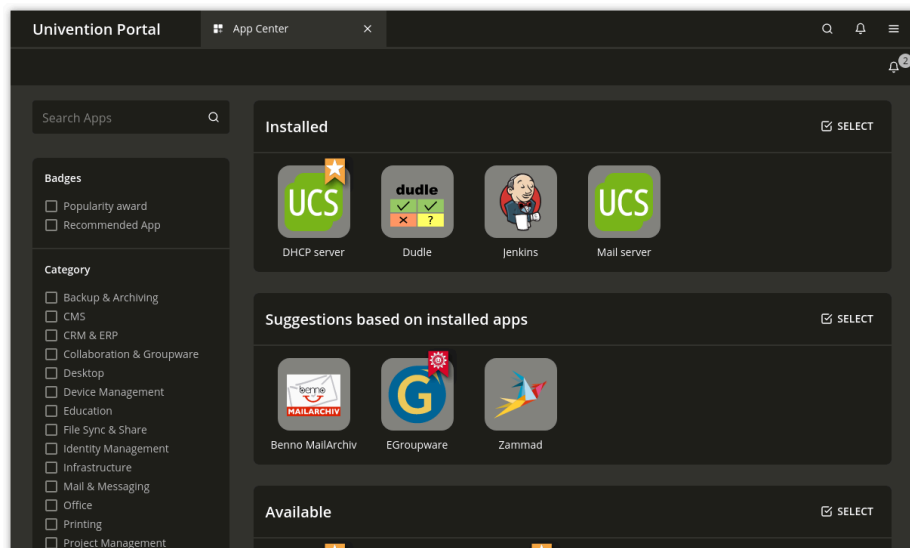 Univention Portal
App Center
2
Search Apps
Badges
Popularity award
Recommended App
Category
Backup & Archiving
CMS
CRM & ERP
Collaboration & Groupware
Desktop
Device Management
Education
File Sync & Share
Identity Management
Infrastructure
Mail & Messaging
Office
Printing
Project Management
Installed
SELECT
UCS
dudle
?
UCS
DHCP server
Dudle
Jenkins
Mail server
Suggestions based on installed apps
SELECT
benno
MAILARCHIV
G
Benno MailArchiv
EGroupware
Zammad
Available
SELECT